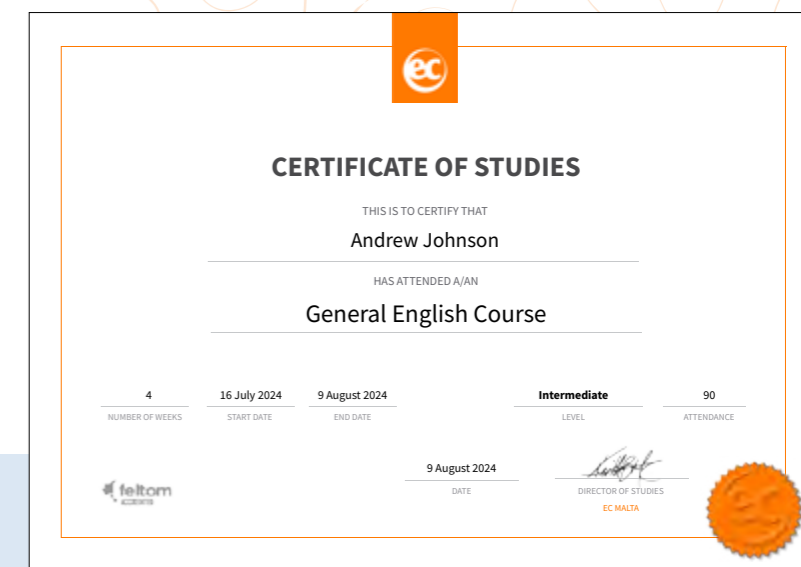 ec
CERTIFICATE OF STUDIES
THIS IS TO CERTIFY THAT
Andrew Johnson
HAS ATTENDED A/AN
General English Course
4 16 July 2024 9 August 2024 Intermediate 90
NUMBER OF WEEKS START DATE END DATE LEVEL ATTENDANCE
9 August 2024
DATE DIRECTOR OF STUDIES
EC MALTA
feltom
ec